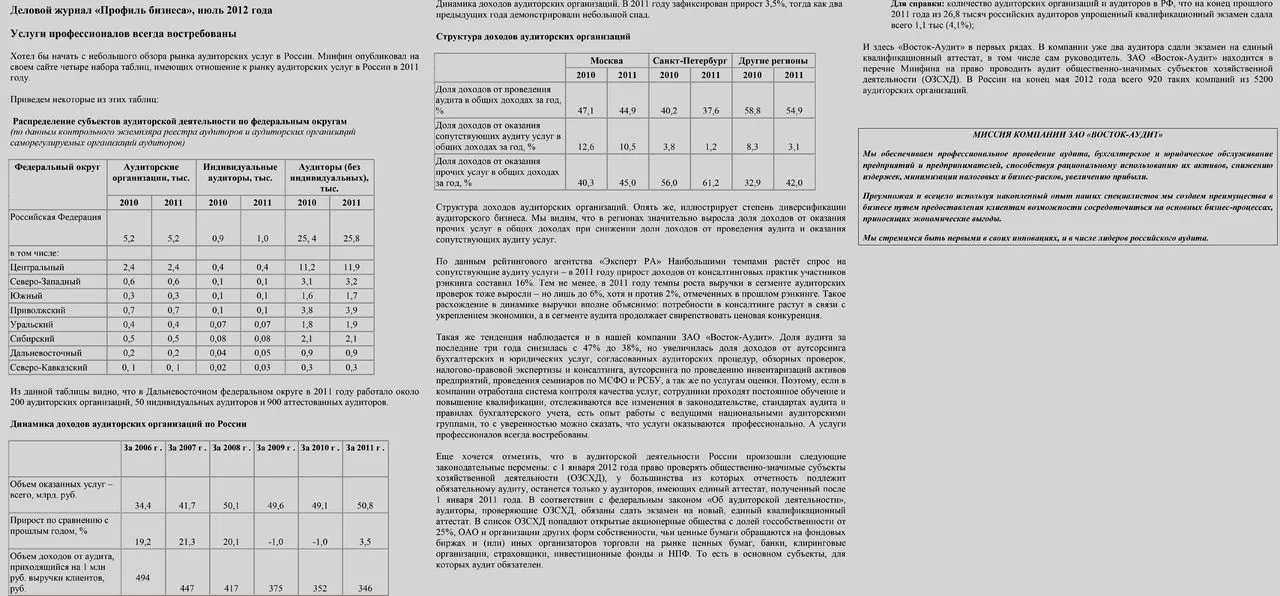 Деловой журнал «Профиль бизнеса», июль 2012 года
Услуги профессионалов всегда востребованы
Хотел бы начать с небольшого обзора рынка аудиторских услуг в России. Минфин опубликовал на
своем сайте четыре набора таблиц, имеющих отношение к рынку аудиторских услуг в России в 2011
году.
Приведем некоторые из этих таблиц:
Распределение субъектов аудиторской деятельности по федеральным округам
(по данным контрольного экземпляра реестра аудиторов и аудиторских организаций
саморегулируемых организаций аудиторов)
Федеральный округ Аудиторские Индивидуальные Аудиторы (без
организации, тыс. аудиторы, тыс. индивидуальных),
тыс.
2010 2011 2010 2011 2010 2011
Российская Федерация
5,2 5,2 0,9 1,0 25, 4 25,8
в том числе:
Центральный 2,4 2,4 0,4 0,4 11,2 11,9
Северо-Западный 0,6 0,6 0,1 0,1 3,1 3,2
Южный 0,3 0,3 0,1 0,1 1,6 1,7
Приволжский 0,7 0,7 0,1 0,1 3,8 3,9
Уральский 0,4 0,4 0,07 0,07 1,8 1,9
Сибирский 0,5 0,5 0,08 0,08 2,1 2,1
Дальневосточный 0,2 0,2 0,04 0,05 0,9 0,9
Северо-Кавказский 0, 1 0, 1 0,02 0,03 0,3 0,3
Из данной таблицы видно, что в Дальневосточном федеральном округе в 2011 году работало около
200 аудиторских организаций, 50 индивидуальных аудиторов и 900 аттестованных аудиторов.
Динамика доходов аудиторских организаций по России
За 2006 г . За 2007 г . За 2008 г . За 2009 г . За 2010 г . За 2011 г .
Объем оказанных услуг –
всего, млрд. руб.
34,4 41,7 50,1 49,6 49,1 50,8
Прирост по сравнению с
прошлым годом, %
19,2 21,3 20,1 -1,0 -1,0 3,5
Объем доходов от аудита,
приходящийся на 1 млн
руб. выручки клиентов,
руб.
494 447 417 375 352 346
Динамика доходов аудиторских организаций. В 2011 году зафиксирован прирост 3,5%, тогда как два
предыдущих года демонстрировали небольшой спад.
Структура доходов аудиторских организаций
Москва Санкт-Петербург Другие регионы
2010 2011 2010 2011 2010 2011
Доля доходов от проведения
аудита в общих доходах за год,
% 47,1 44,9 40,2 37,6 58,8 54,9
Доля доходов от оказания
сопутствующих аудиту услуг в
общих доходах за год, % 12,6 10,5 3,8 1,2 8,3 3,1
Доля доходов от оказания
прочих услуг в общих доходах
за год, % 40,3 45,0 56,0 61,2 32,9 42,0
Структура доходов аудиторских организаций. Опять же, иллюстрирует степень диверсификации
аудиторского бизнеса. Мы видим, что в регионах значительно выросла доля доходов от оказания
прочих услуг в общих доходах при снижении доли доходов от проведения аудита и оказания
сопутствующих аудиту услуг.
По данным рейтингового агентства «Эксперт РА» Наибольшими темпами растёт спрос на
сопутствующие аудиту услуги – в 2011 году прирост доходов от консалтинговых практик участников
рэнкинга составил 16%. Тем не менее, в 2011 году темпы роста выручки в сегменте аудиторских
проверок тоже выросли – но лишь до 6%, хотя и против 2%, отмеченных в прошлом рэнкинге. Такое
расхождение в динамике выручки вполне объяснимо: потребности в консалтинге растут в связи с
укреплением экономики, а в сегменте аудита продолжает свирепствовать ценовая конкуренция.
Такая же тенденция наблюдается и в нашей компании ЗАО «Восток-Аудит». Доля аудита за
последние три года снизилась с 47% до 38%, но увеличилась доля доходов от аутсорсинга
бухгалтерских и юридических услуг, согласованных аудиторских процедур, обзорных проверок,
налогово-правовой экспертизы и консалтинга, аутсорсинга по проведению инвентаризаций активов
предприятий, проведения семинаров по МСФО и РСБУ, а так же по услугам оценки. Поэтому, если в
компании отработана система контроля качества услуг, сотрудники проходят постоянное обучение и
повышение квалификации, отслеживаются все изменения в законодательстве, стандартах аудита и
правилах бухгалтерского учета, есть опыт работы с ведущими национальными аудиторскими
группами, то с уверенностью можно сказать, что услуги оказываются профессионально. А услуги
профессионалов всегда востребованы.
Еще хочется отметить, что в аудиторской деятельности России произошли следующие
законодательные перемены: с 1 января 2012 года право проверять общественно-значимые субъекты
хозяйственной деятельности (ОЗСХД), у большинства из которых отчетность подлежит
обязательному аудиту, останется только у аудиторов, имеющих единый аттестат, полученный после
1 января 2011 года. В соответствии с федеральным законом «Об аудиторской деятельности»,
аудиторы, проверяющие ОЗСХД, обязаны сдать экзамен на новый, единый квалификационный
аттестат. В список ОЗСХД попадают открытые акционерные общества с долей госсобственности от
25%, ОАО и организации других форм собственности, чьи ценные бумаги обращаются на фондовых
биржах и (или) иных организаторов торговли на рынке ценных бумаг, банки, клиринговые
организации, страховщики, инвестиционные фонды и НПФ. То есть в основном субъекты, для
которых аудит обязателен.
Для справки: количество аудиторских организаций и аудиторов в РФ, что на конец прошлого
2011 года из 26,8 тысяч российских аудиторов упрощенный квалификационный экзамен сдала
всего 1,1 тыс (4,1%);
И здесь «Восток-Аудит» в первых рядах. В компании уже два аудитора сдали экзамен на единый
квалификационный аттестат, в том числе сам руководитель. ЗАО «Восток-Аудит» находится в
перечне Минфина на право проводить аудит общественно-значимых субъектов хозяйственной
деятельности (ОЗСХД). В России на конец мая 2012 года всего 920 таких компаний из 5200
аудиторских организаций.
МИССИЯ КОМПАНИИ ЗАО «ВОСТОК-АУДИТ»
Мы обеспечиваем профессиональное проведение аудита, бухгалтерское и юридическое обслуживание
предприятий и предпринимателей, способствуя рациональному использованию их активов, снижению
издержек, минимизации налоговых и бизнес-рисков, увеличению прибыли.
Преумножая и всецело используя накопленный опыт наших специалистов мы создаем преимущества в
бизнесе путем предоставления клиентам возможности сосредоточиться на основных бизнес-процессах,
приносящих экономические выгоды.
Мы стремимся быть первыми в своих инновациях, и в числе лидеров российского аудита.